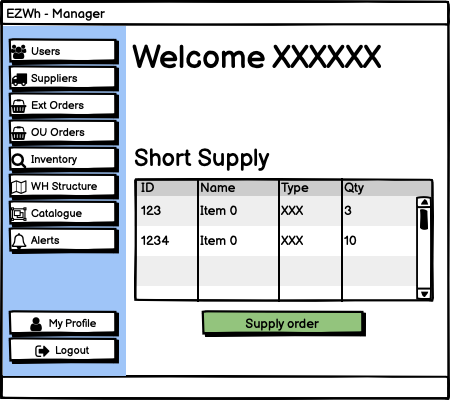 EZWh - Manager
Users
Suppliers
Ext Orders
OU Orders
Inventory
WH Structure
Catalogue
Alerts
My Profile
Logout
Welcome XXXXXX
Short Supply
ID Name Type Qty
123 Item 0 XXX 3
1234 Item 0 XXX 10
Supply order